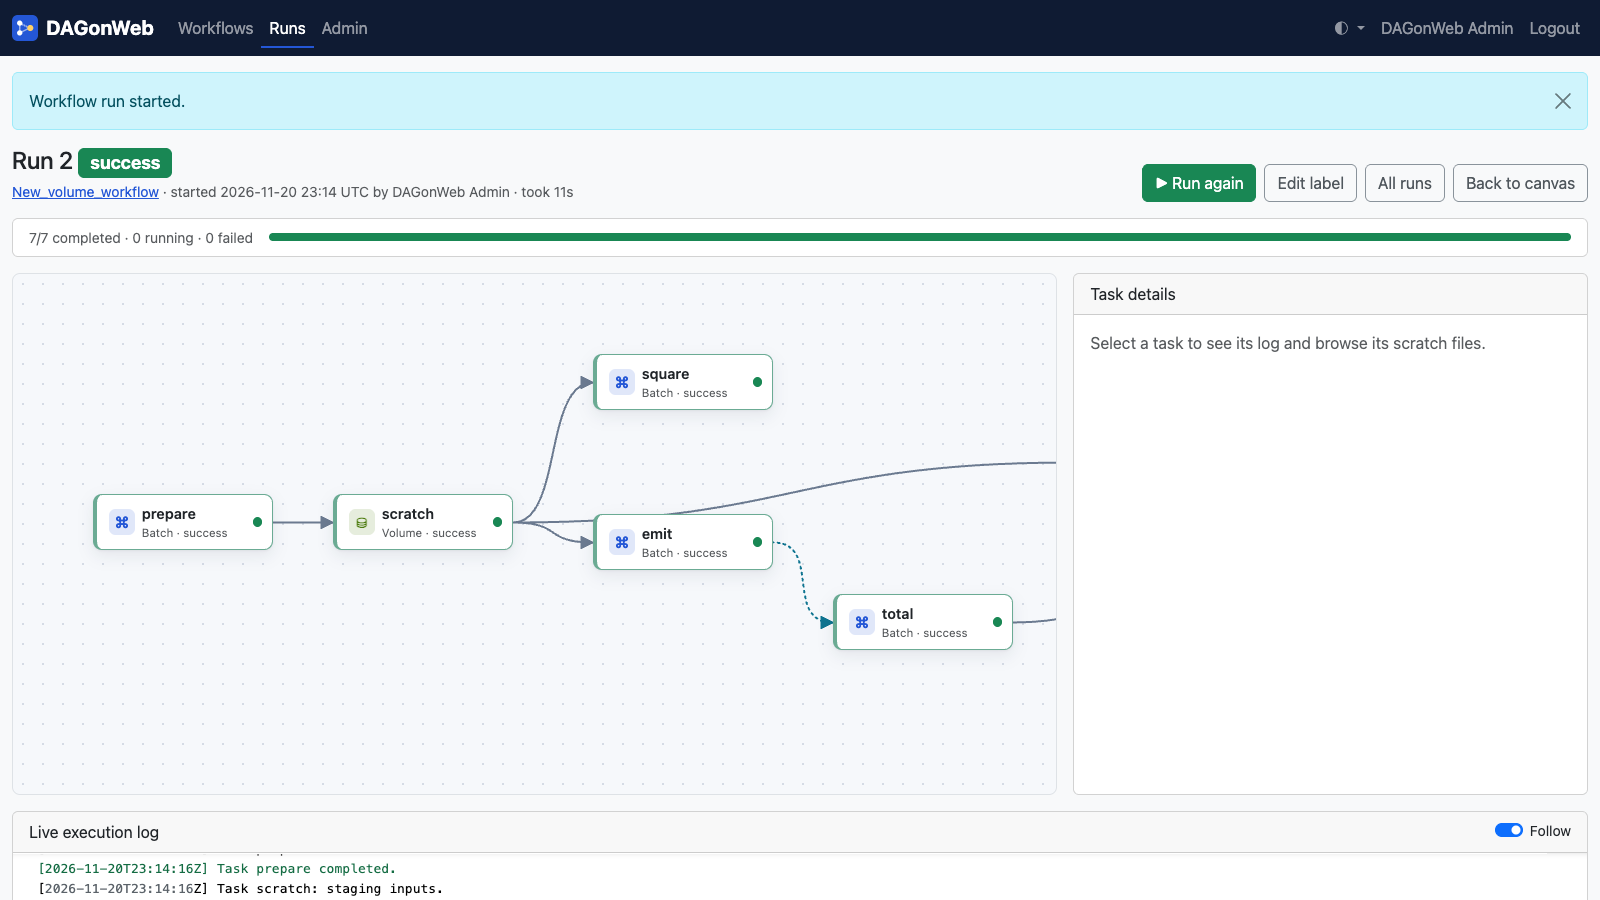 DAGonWeb
Workflows
Runs
Admin
DAGonWeb Admin
Logout
Workflow run started.
Run 2 success
New_volume_workflow · started 2026-11-20 23:14 UTC by DAGonWeb Admin · took 11s
Run again
Edit label
All runs
Back to canvas
7/7 completed · 0 running · 0 failed
Task details
Select a task to see its log and browse its scratch files.
square
Batch · success
prepare
Batch · success
scratch
Volume · success
emit
Batch · success
total
Batch · success
Live execution log
Follow
[2026-11-20T23:14:16Z] Task prepare completed.
[2026-11-20T23:14:16Z] Task scratch: staging inputs.